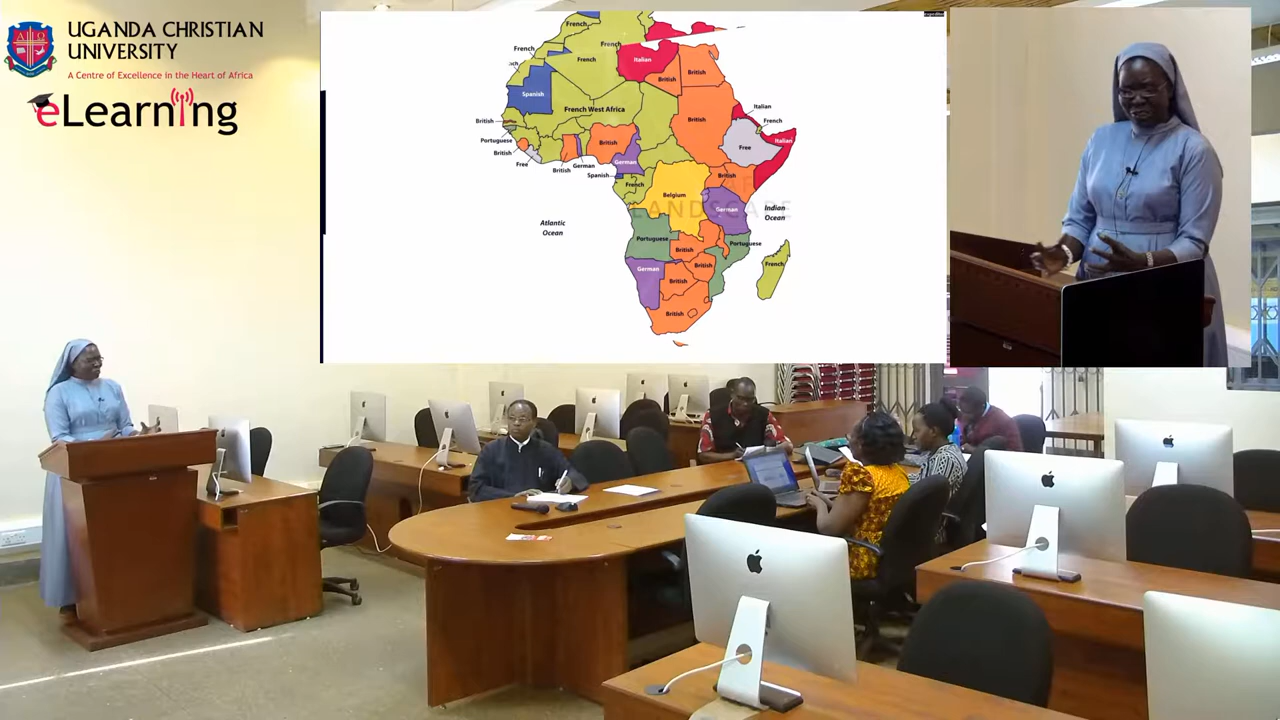 UGANDA CHRISTIAN
UNIVERSITY
A Centre of Excellence in the Heart of Africa
eLearning
French
French
French
French
Italian
British
British
Spanish
French West Africa
British
Italian
French
British
Portuguese
British
Free
British
German
British
German
Spanish
Free
Italian
French
Belgium
British
German
LANDSCAPE
Atlantic
Ocean
Indian
Ocean
Portuguese
British
Portuguese
German
British
British
French
British